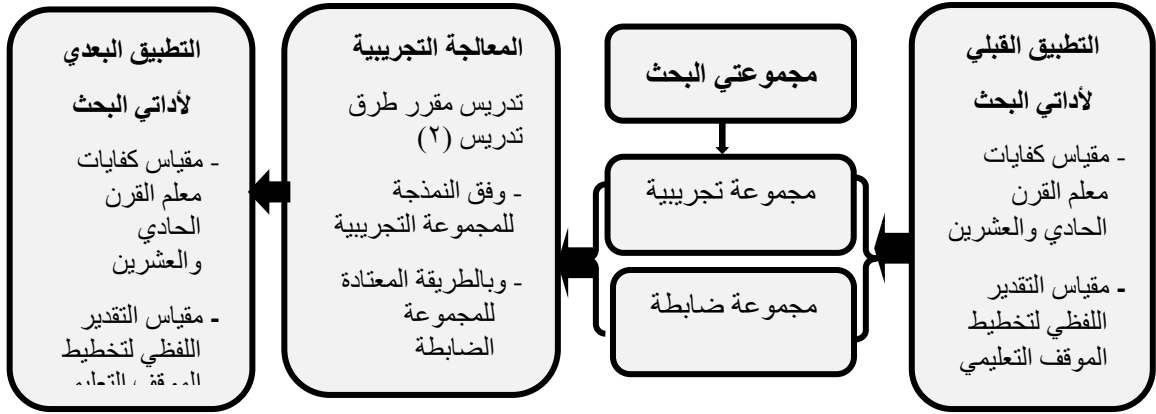 التطبيق القبلي
لأداتي البحث
- مقياس كفايات
معلم القرن
الحادي والعشرين
- مقياس التقدير
اللفظي لتخطيط
الموقف التعليمي
مجموعتي البحث
مجموعة تجريبية
مجموعة ضابطة
المعالجة التجريبية
تدريس مقرر طرق
تدريس (٢)
- وفق النمذجة
للمجموعة التجريبية
- وبالطريقة المعتادة
للمجموعة
الضابطة
التطبيق البعدي
لأداتي البحث
- مقياس كفايات
معلم القرن
الحادي
والعشرين
- مقياس التقدير
اللفظي لتخطيط